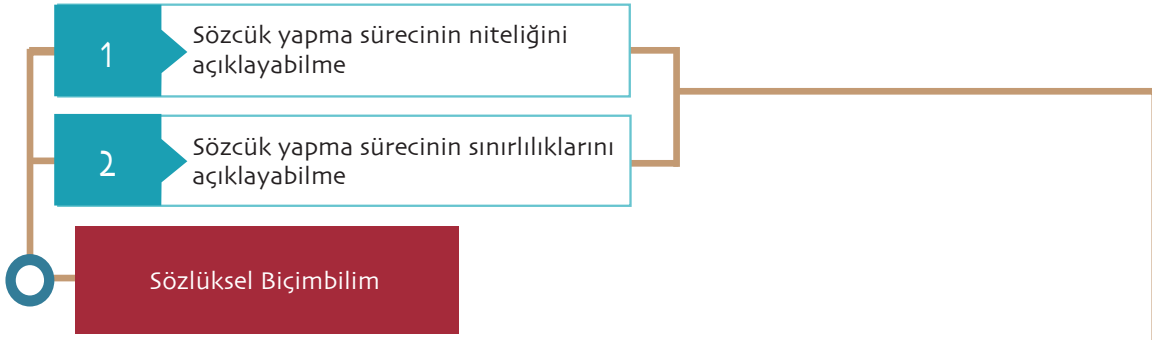 1
Sözcük yapma sürecinin niteliğini
açıklayabilme
2
Sözcük yapma sürecinin sınırlılıklarını
açıklayabilme
Sözlüksel Biçimbilim